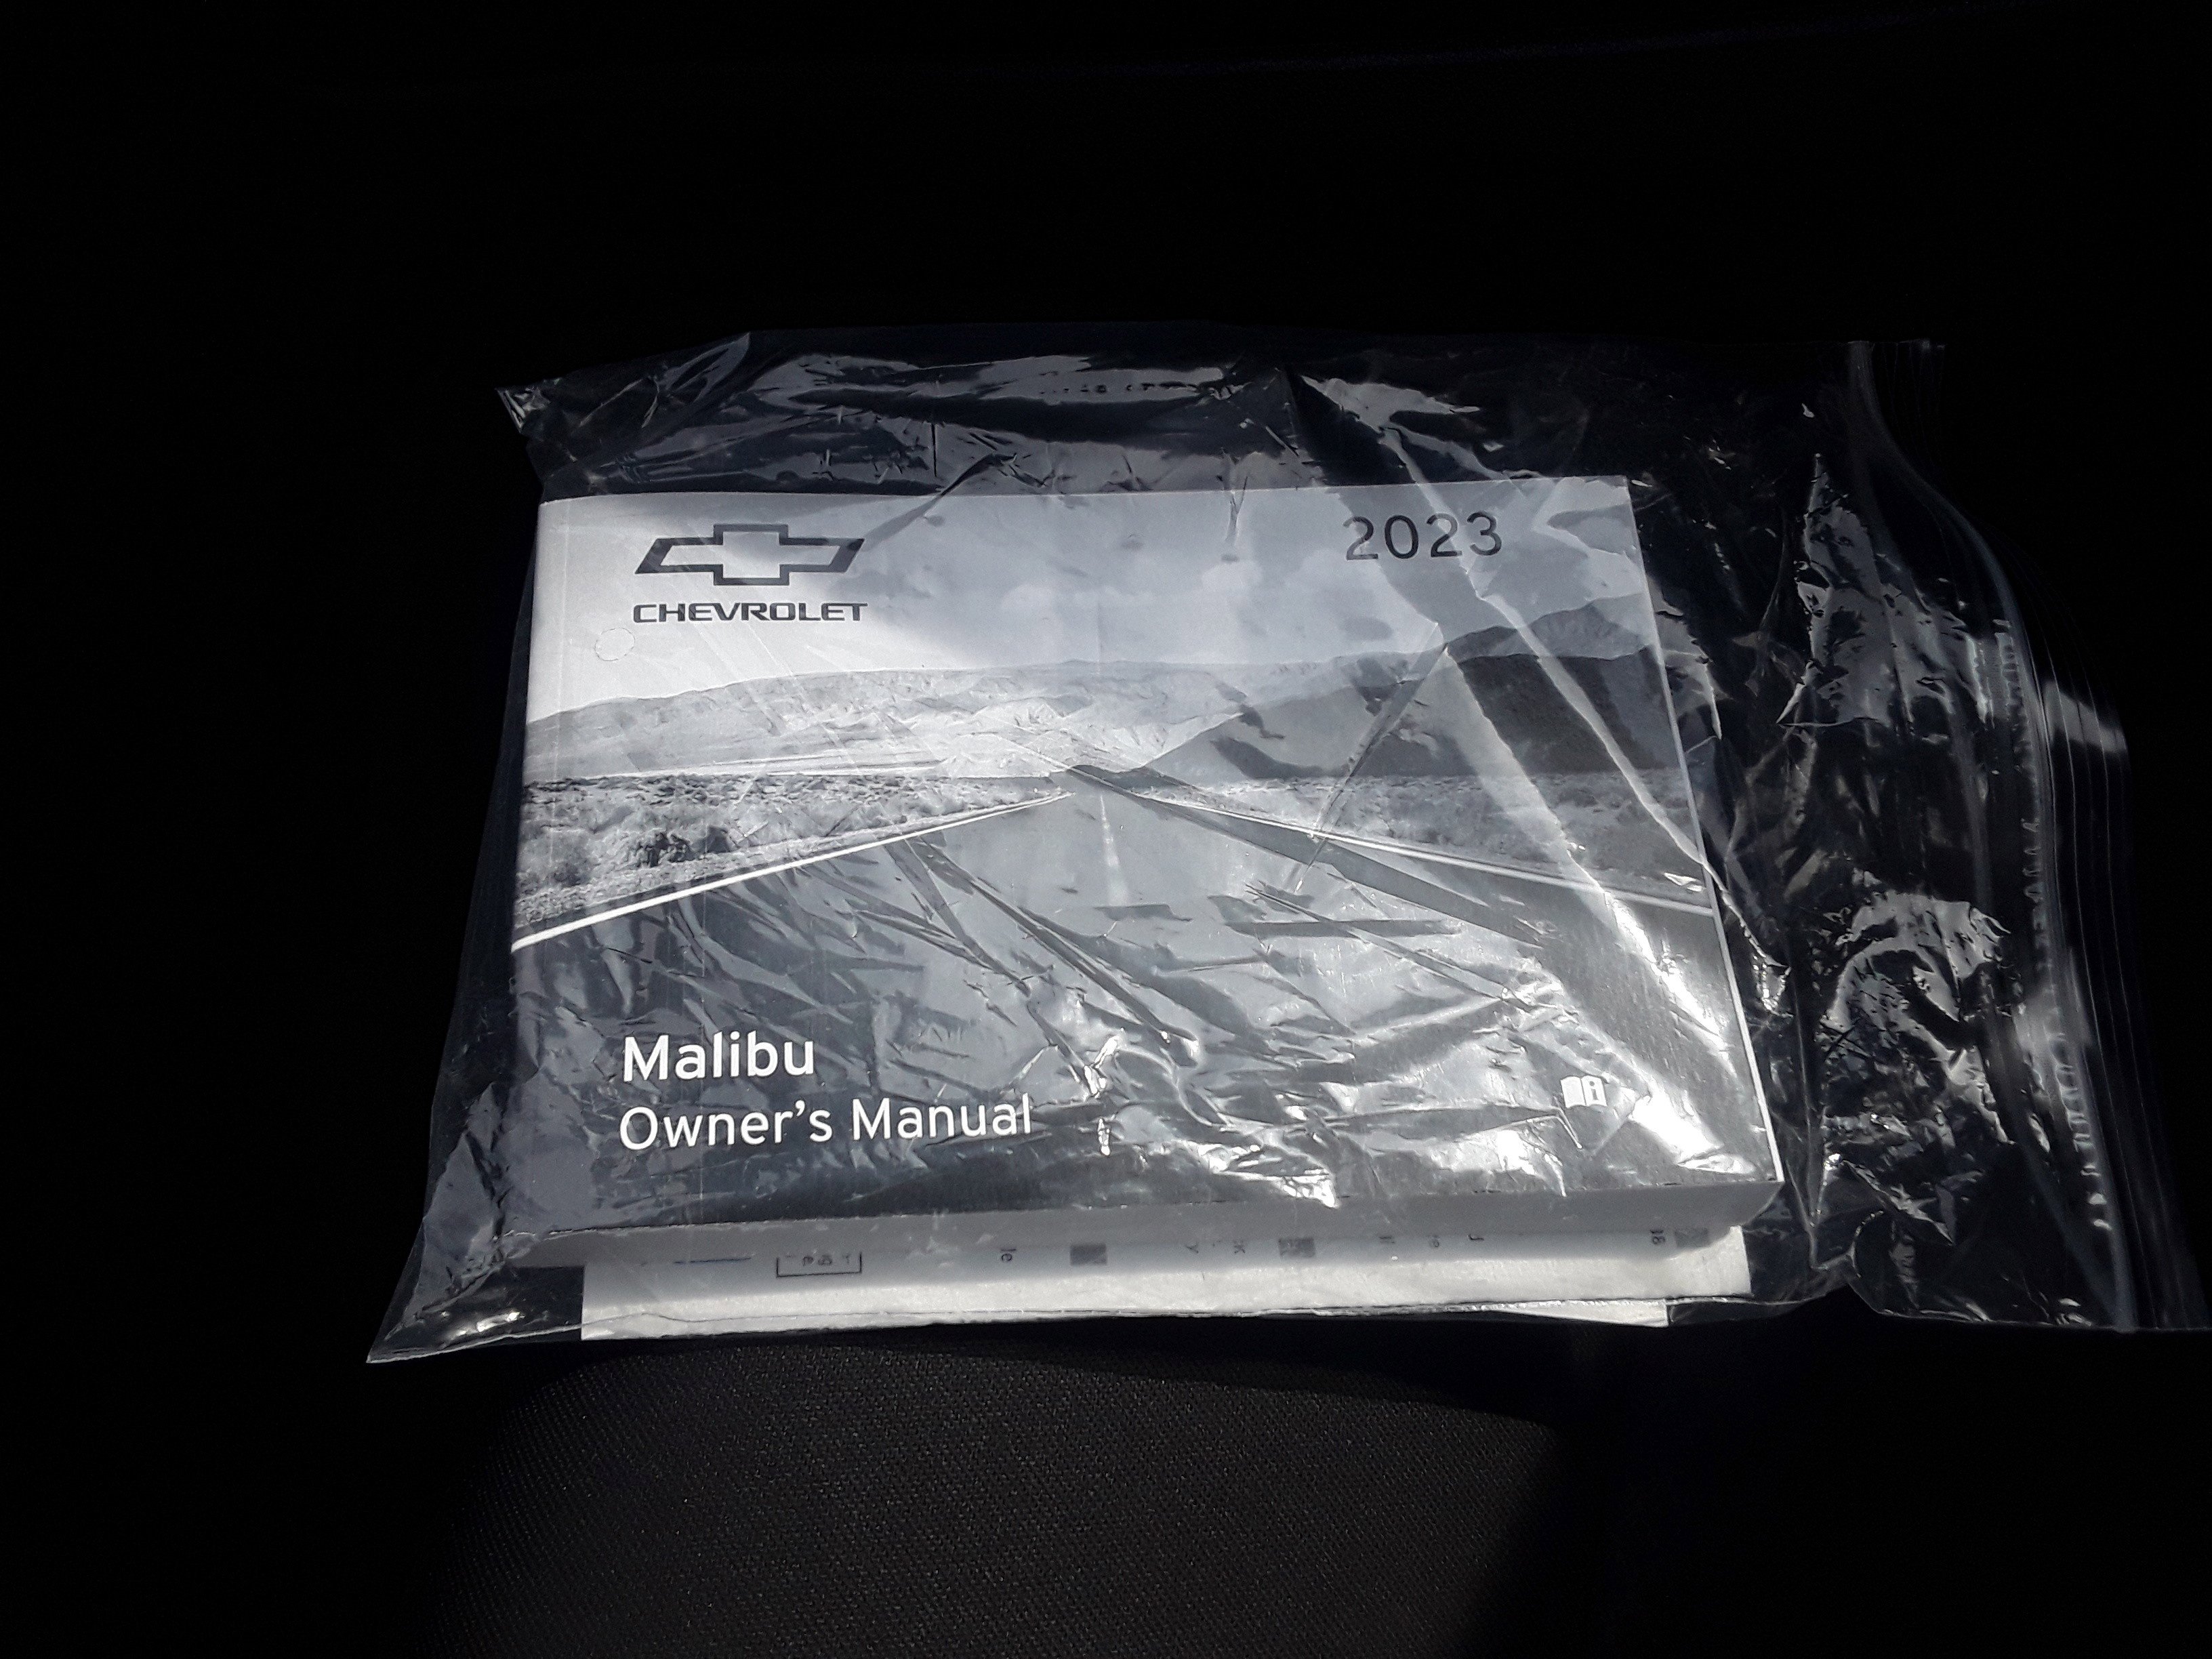 CHEVROLET
2023
Malibu
Owner's Manual